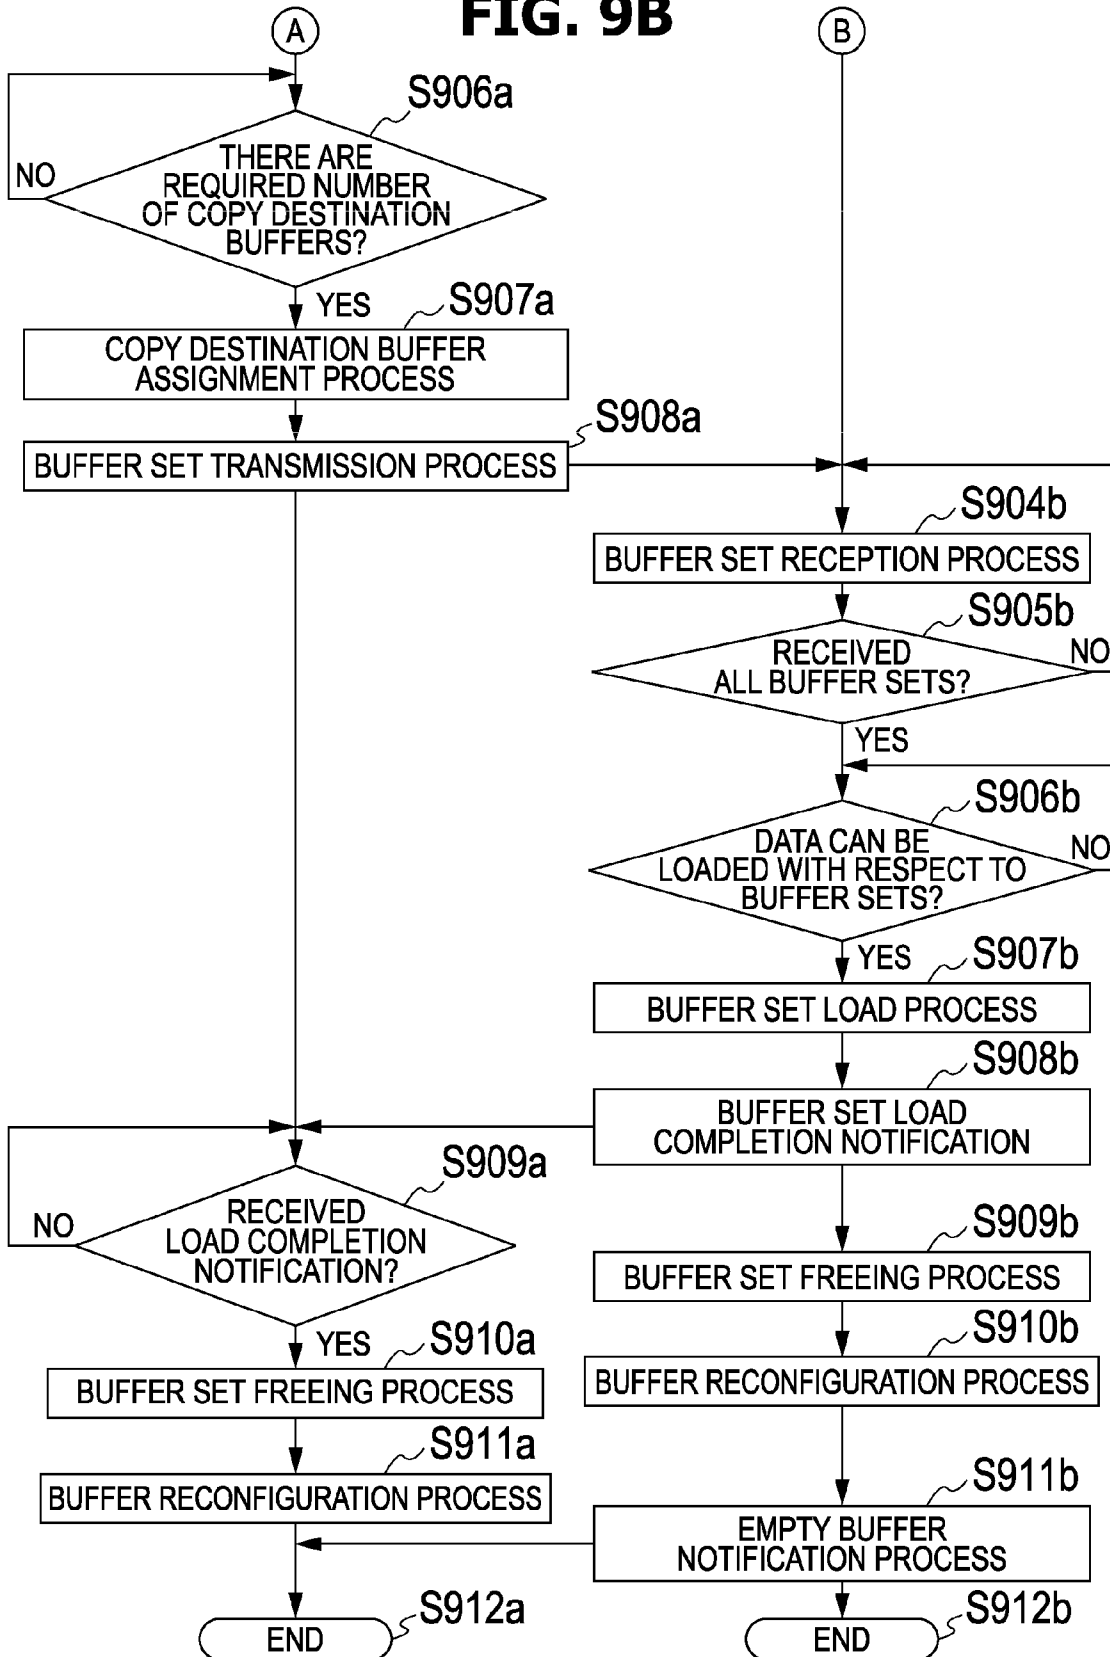 FIG. 9B
A
B
S906a
THERE ARE
REQUIRED NUMBER
OF COPY DESTINATION
BUFFERS?
NO
YES
S907a
COPY DESTINATION BUFFER
ASSIGNMENT PROCESS
S908a
BUFFER SET TRANSMISSION PROCESS
S904b
BUFFER SET RECEPTION PROCESS
S905b
RECEIVED
ALL BUFFER SETS?
NO
YES
S906b
DATA CAN BE
LOADED WITH RESPECT TO
BUFFER SETS?
NO
YES
S907b
BUFFER SET LOAD PROCESS
S908b
BUFFER SET LOAD
COMPLETION NOTIFICATION
S909a
RECEIVED
LOAD COMPLETION
NOTIFICATION?
NO
YES
S909b
BUFFER SET FREEING PROCESS
S910a
BUFFER SET FREEING PROCESS
S910b
BUFFER RECONFIGURATION PROCESS
S911a
BUFFER RECONFIGURATION PROCESS
S911b
EMPTY BUFFER
NOTIFICATION PROCESS
S912a
END
S912b
END